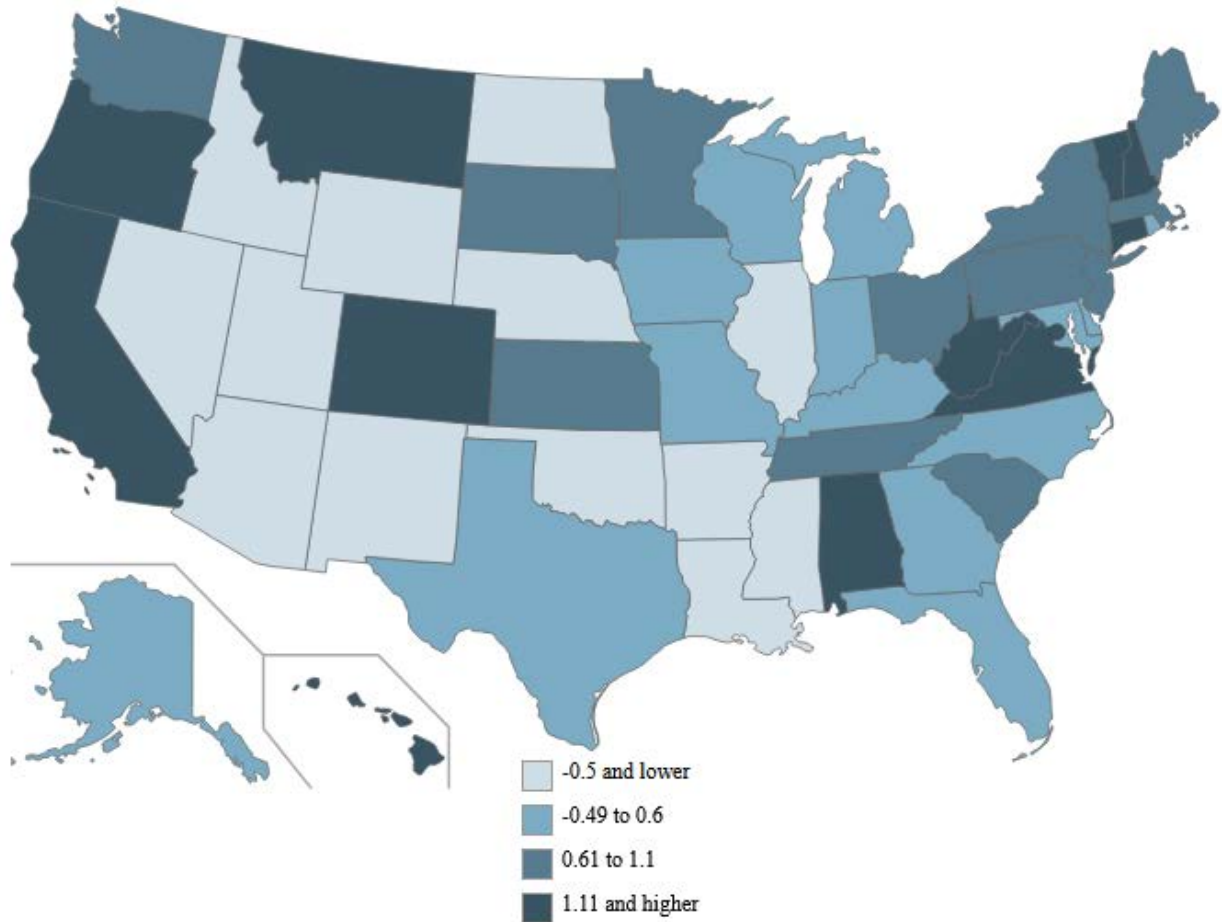 -0.5 and lower
-0.49 to 0.6
0.61 to 1.1
1.11 and higher